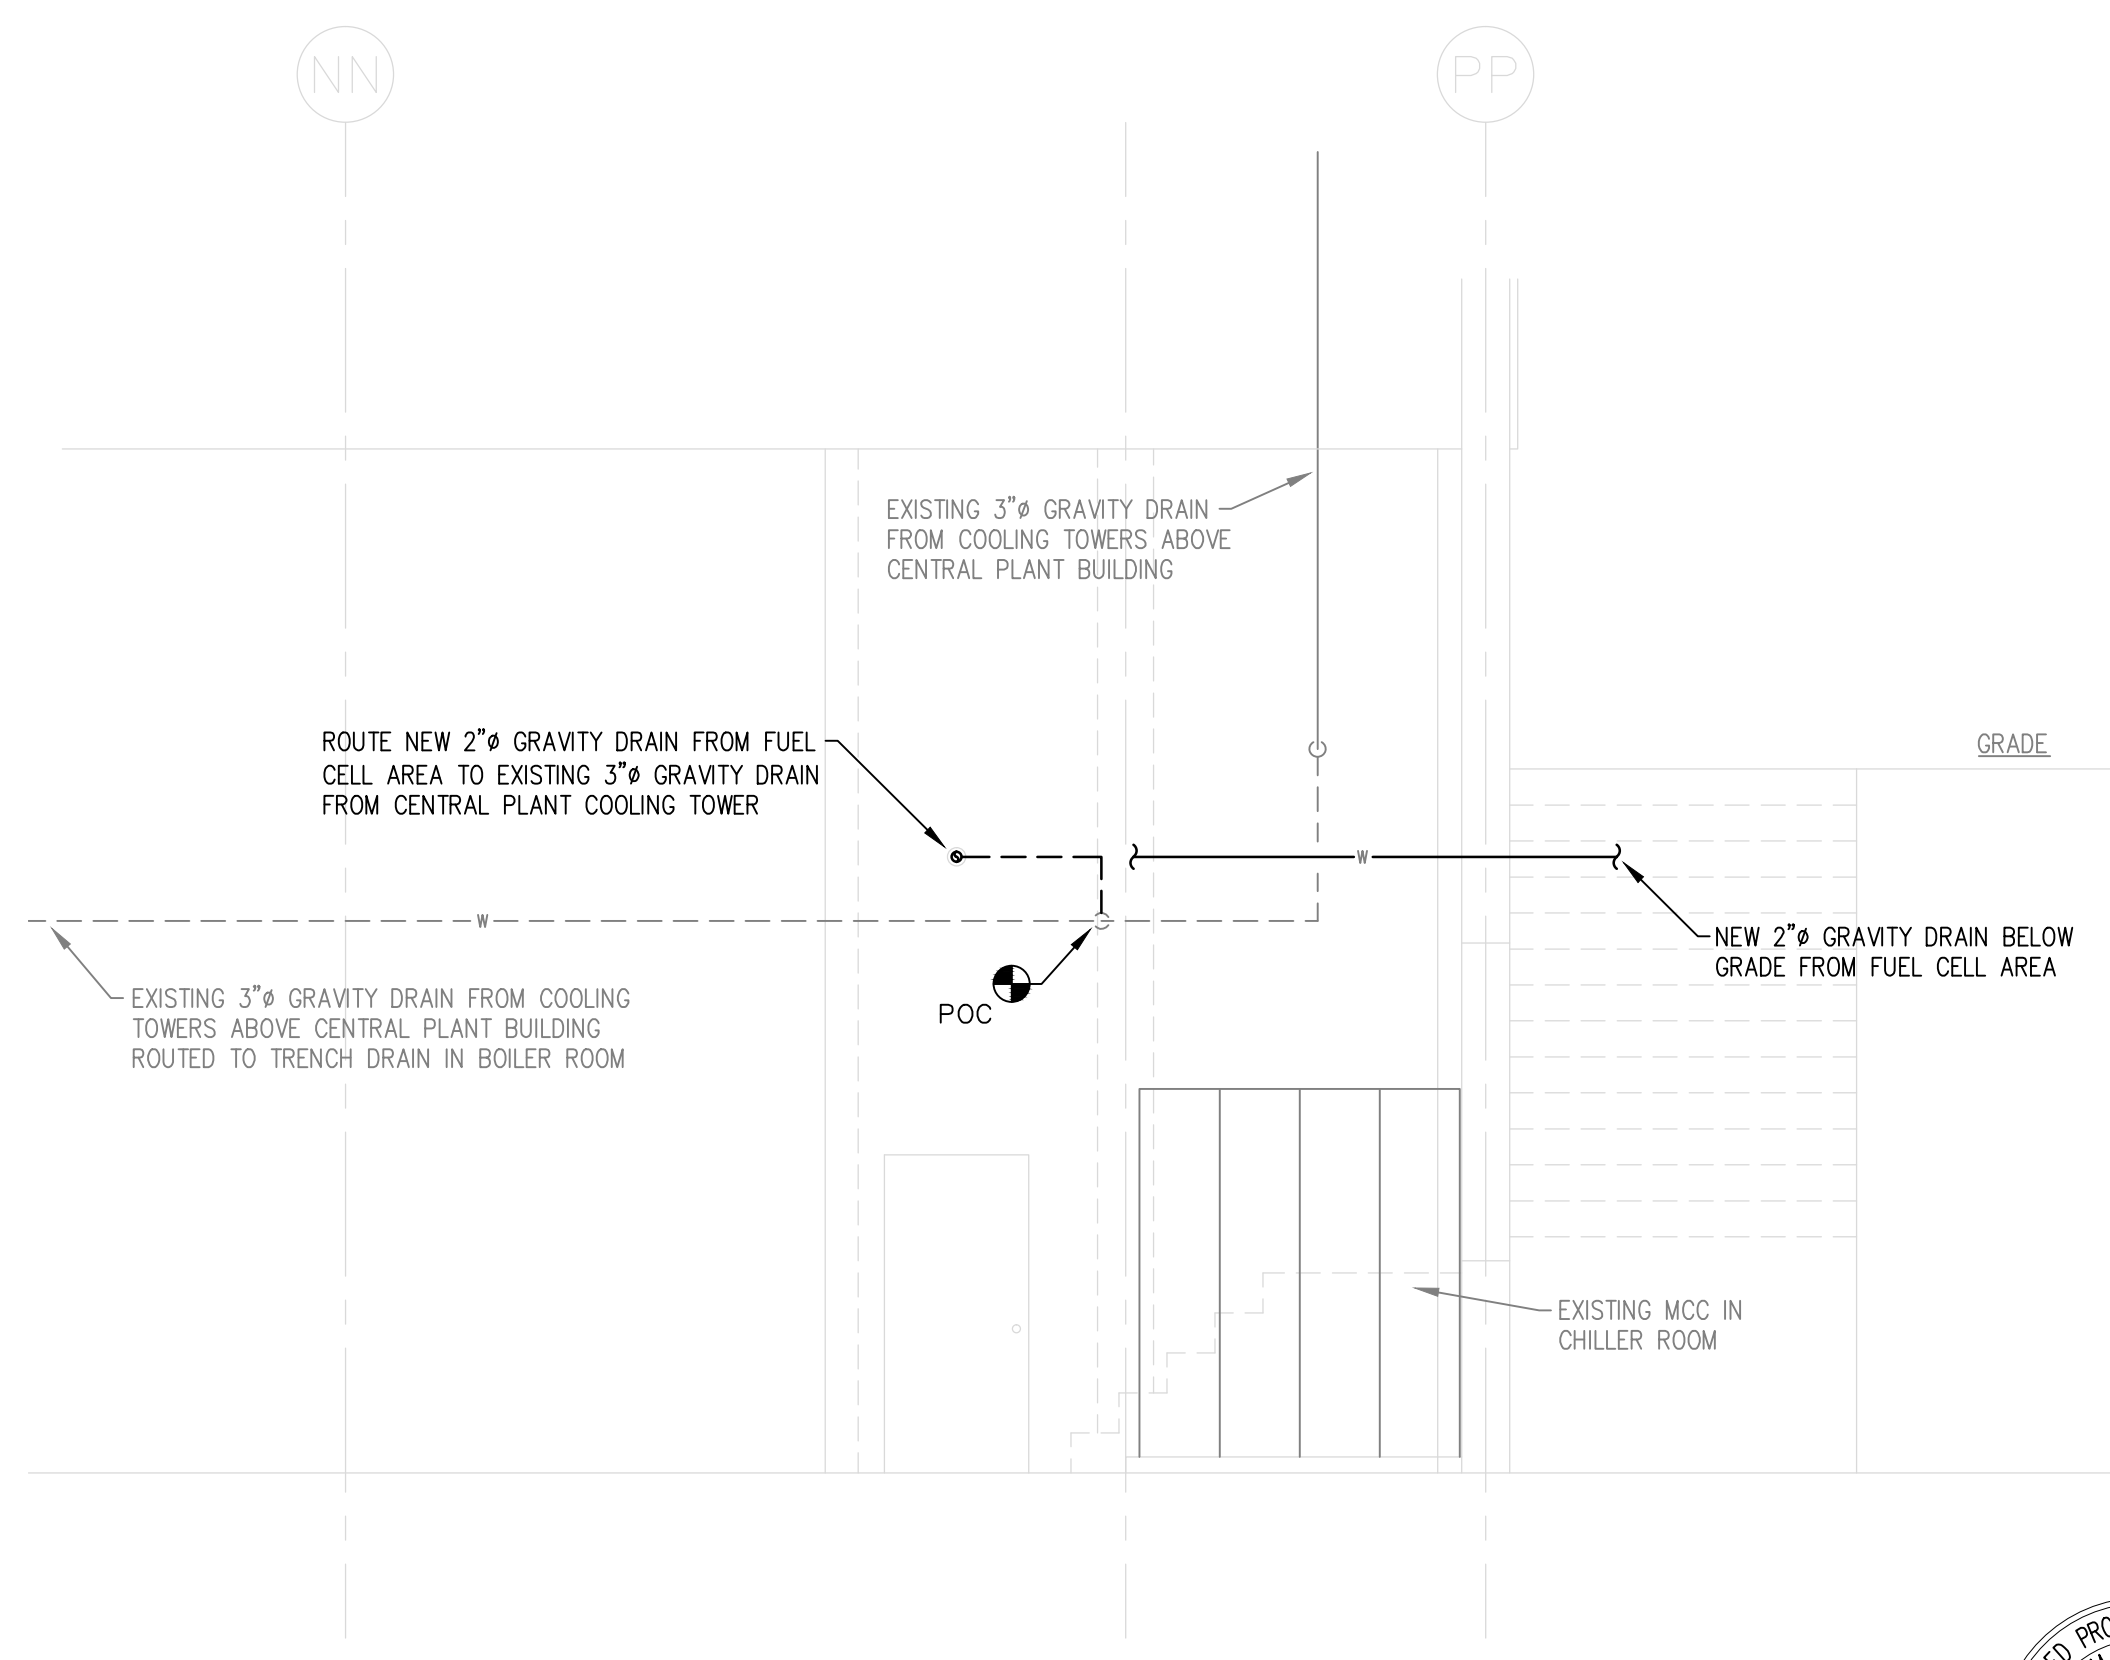 NN
PP
EXISTING 3"ø GRAVITY DRAIN
FROM COOLING TOWERS ABOVE
CENTRAL PLANT BUILDING
ROUTE NEW 2"ø GRAVITY DRAIN FROM FUEL
CELL AREA TO EXISTING 3"ø GRAVITY DRAIN
FROM CENTRAL PLANT COOLING TOWER
GRADE
W
W
NEW 2"ø GRAVITY DRAIN BELOW
GRADE FROM FUEL CELL AREA
EXISTING 3"ø GRAVITY DRAIN FROM COOLING
TOWERS ABOVE CENTRAL PLANT BUILDING
ROUTED TO TRENCH DRAIN IN BOILER ROOM
POC
EXISTING MCC IN
CHILLER ROOM